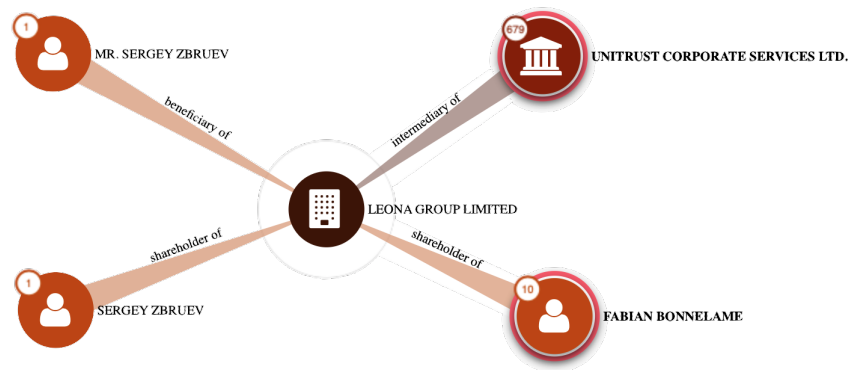 1
MR. SERGEY ZBRUEV
679
UNITRUST CORPORATE SERVICES LTD.
beneficiary of
intermediary of
LEONA GROUP LIMITED
shareholder of
shareholder of
1
SERGEY ZBRUEV
10
FABIAN BONNELAME